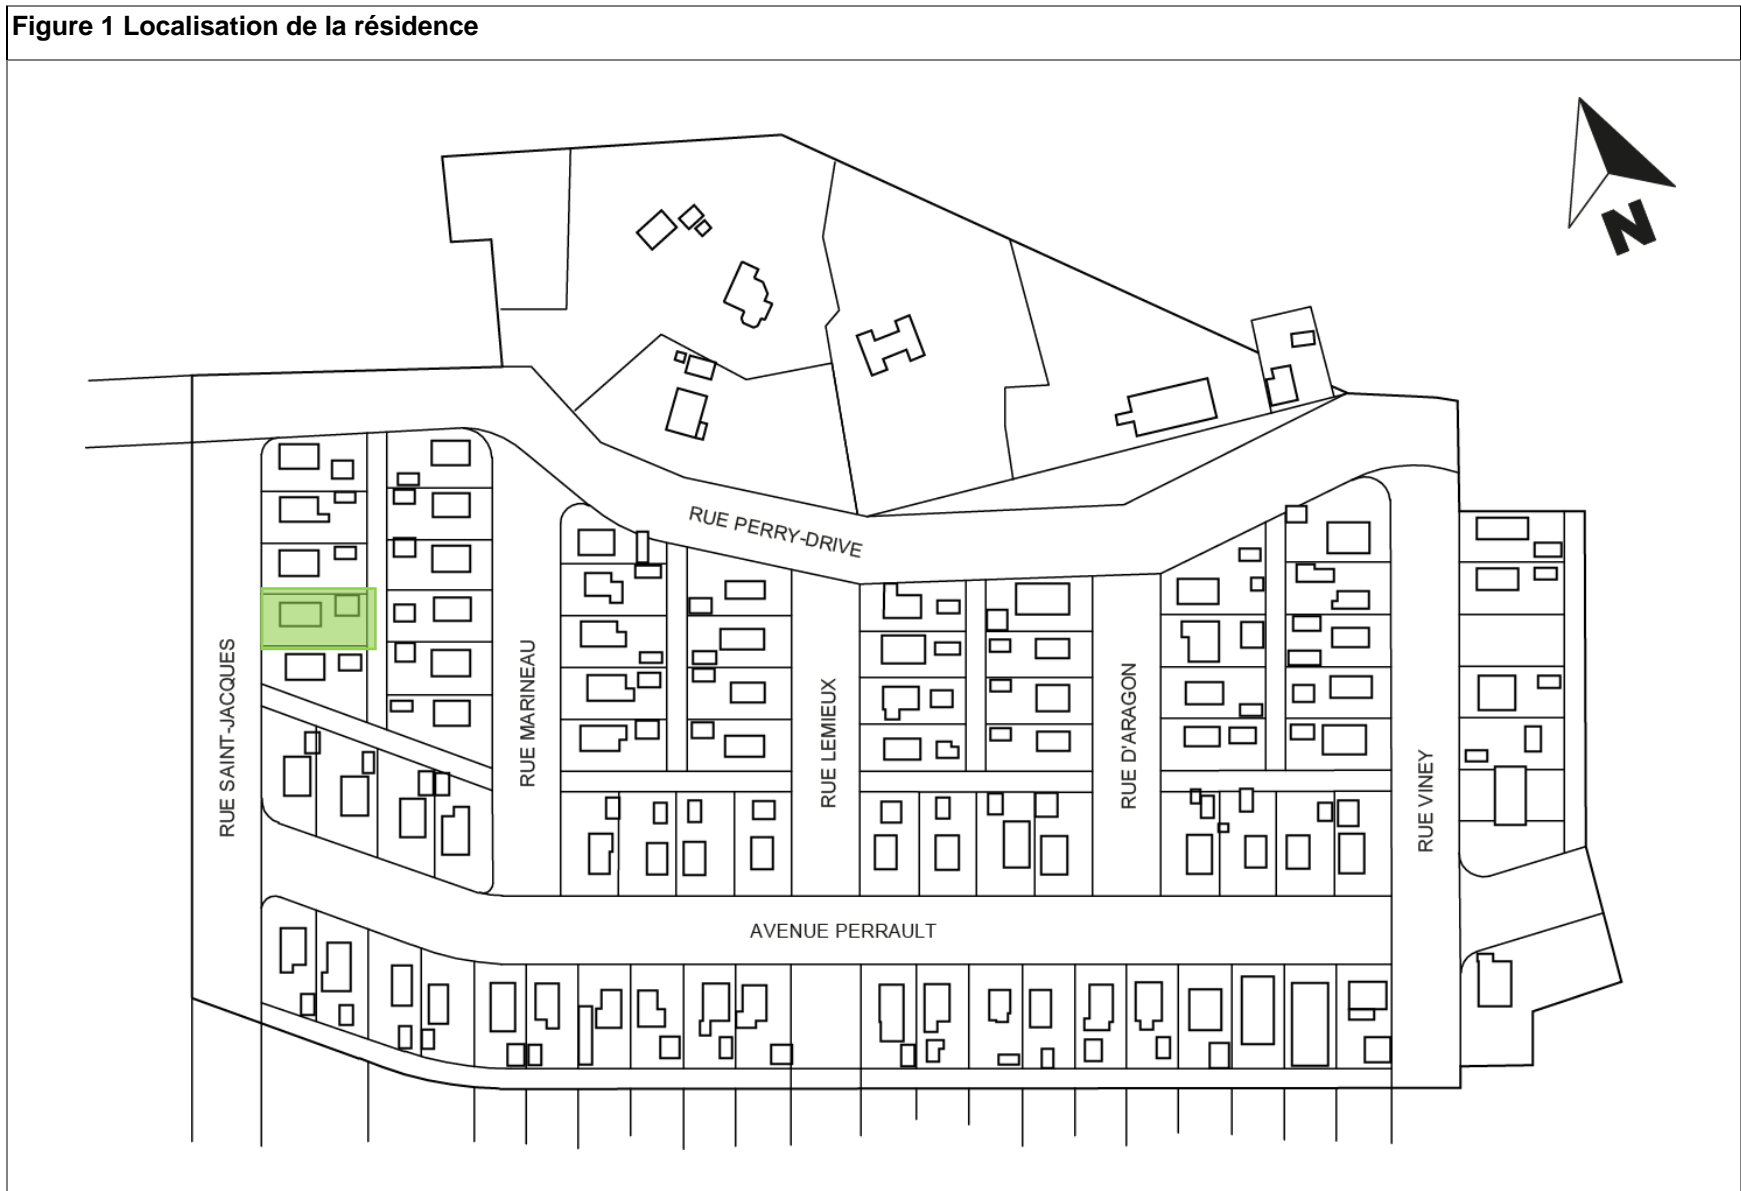 Figure 1 Localisation de la résidence
N
RUE PERRY-DRIVE
RUE SAINT-JACQUES
RUE MARINEAU
RUE LEMIEUX
RUE D'ARAGON
RUE VINEY
AVENUE PERRAULT